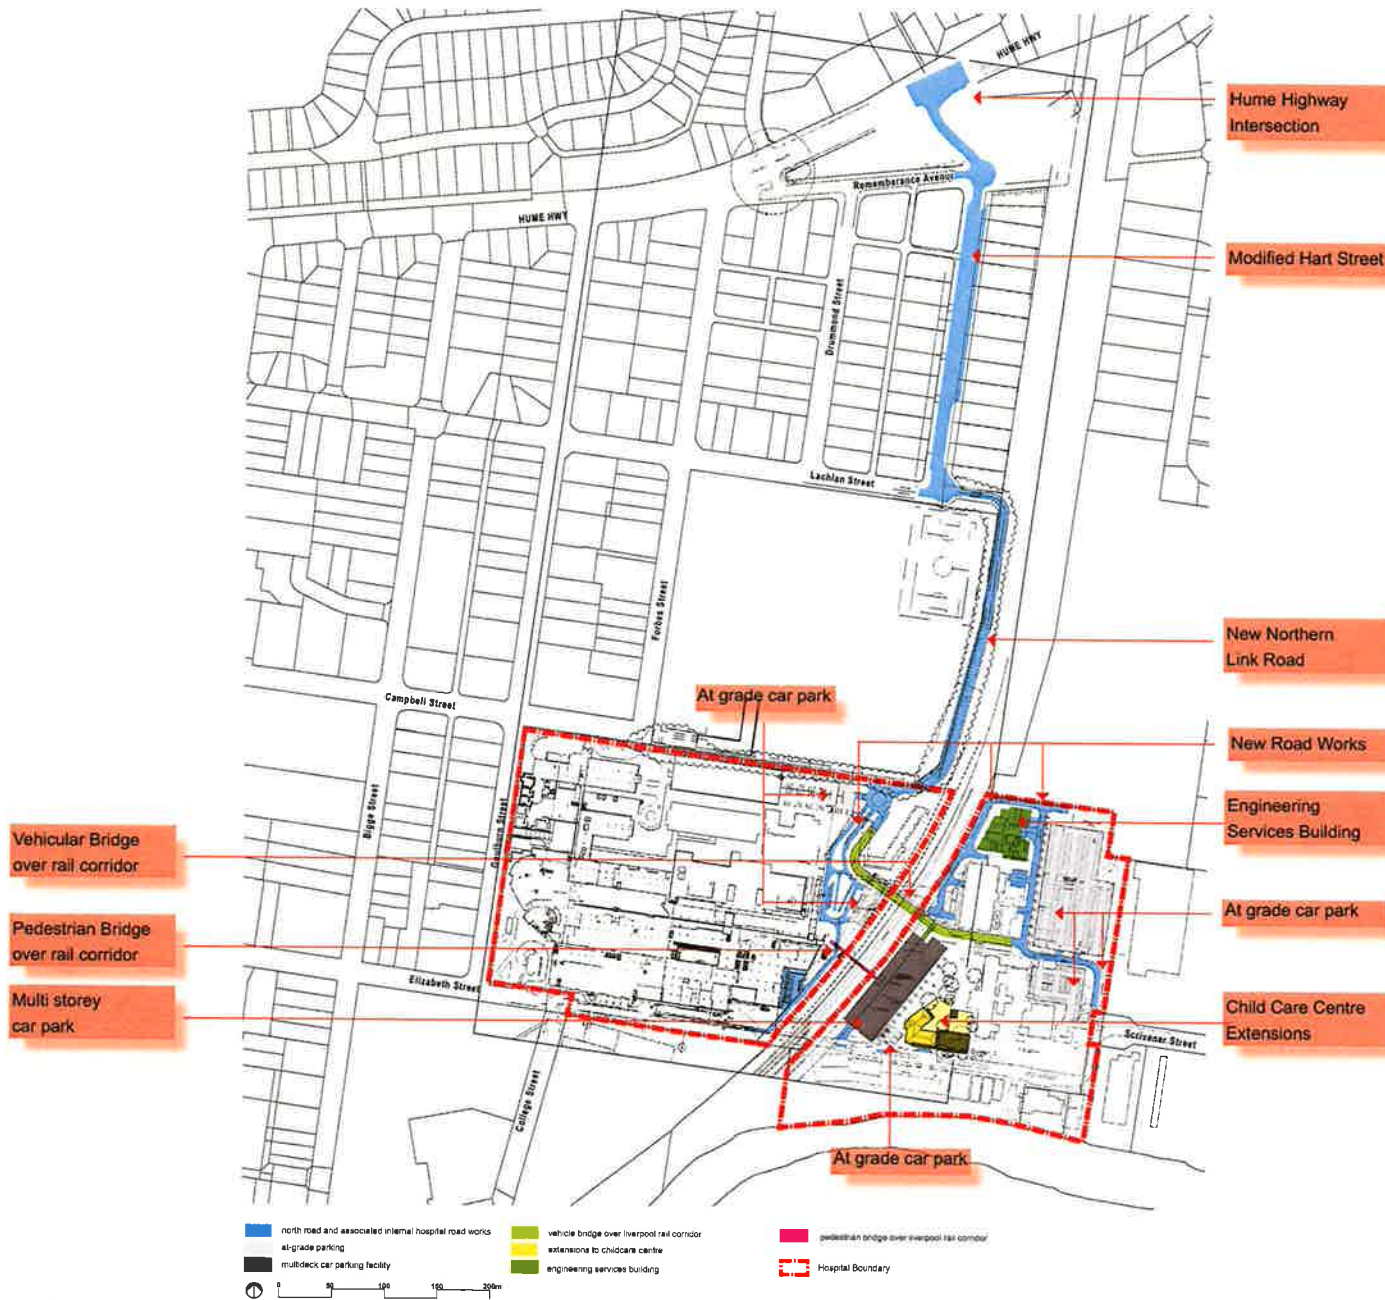 HUME HWY
Hume Highway
Intersection
Rememberance Avenue
HUME HWY
Modified Hart Street
Drummond Street
Lachlan Street
Forbes Street
New Northern
Link Road
At grade car park
Campbell Street
New Road Works
Bigge Street
Goulburn Street
Engineering
Services Building
Vehicular Bridge
over rail corridor
At grade car park
Pedestrian Bridge
over rail corridor
Elizabeth Street
Multi storey
car park
Child Care Centre
Extensions
Scrivener Street
College Street
At grade car park
north road and associated internal hospital road works
at-grade parking
multideck car parking facility
vehicle bridge over liverpool rail corridor
extensions to childcare centre
engineering services building
pedestrian bridge over liverpool rail corridor
Hospital Boundary
0 50 100 150 200m